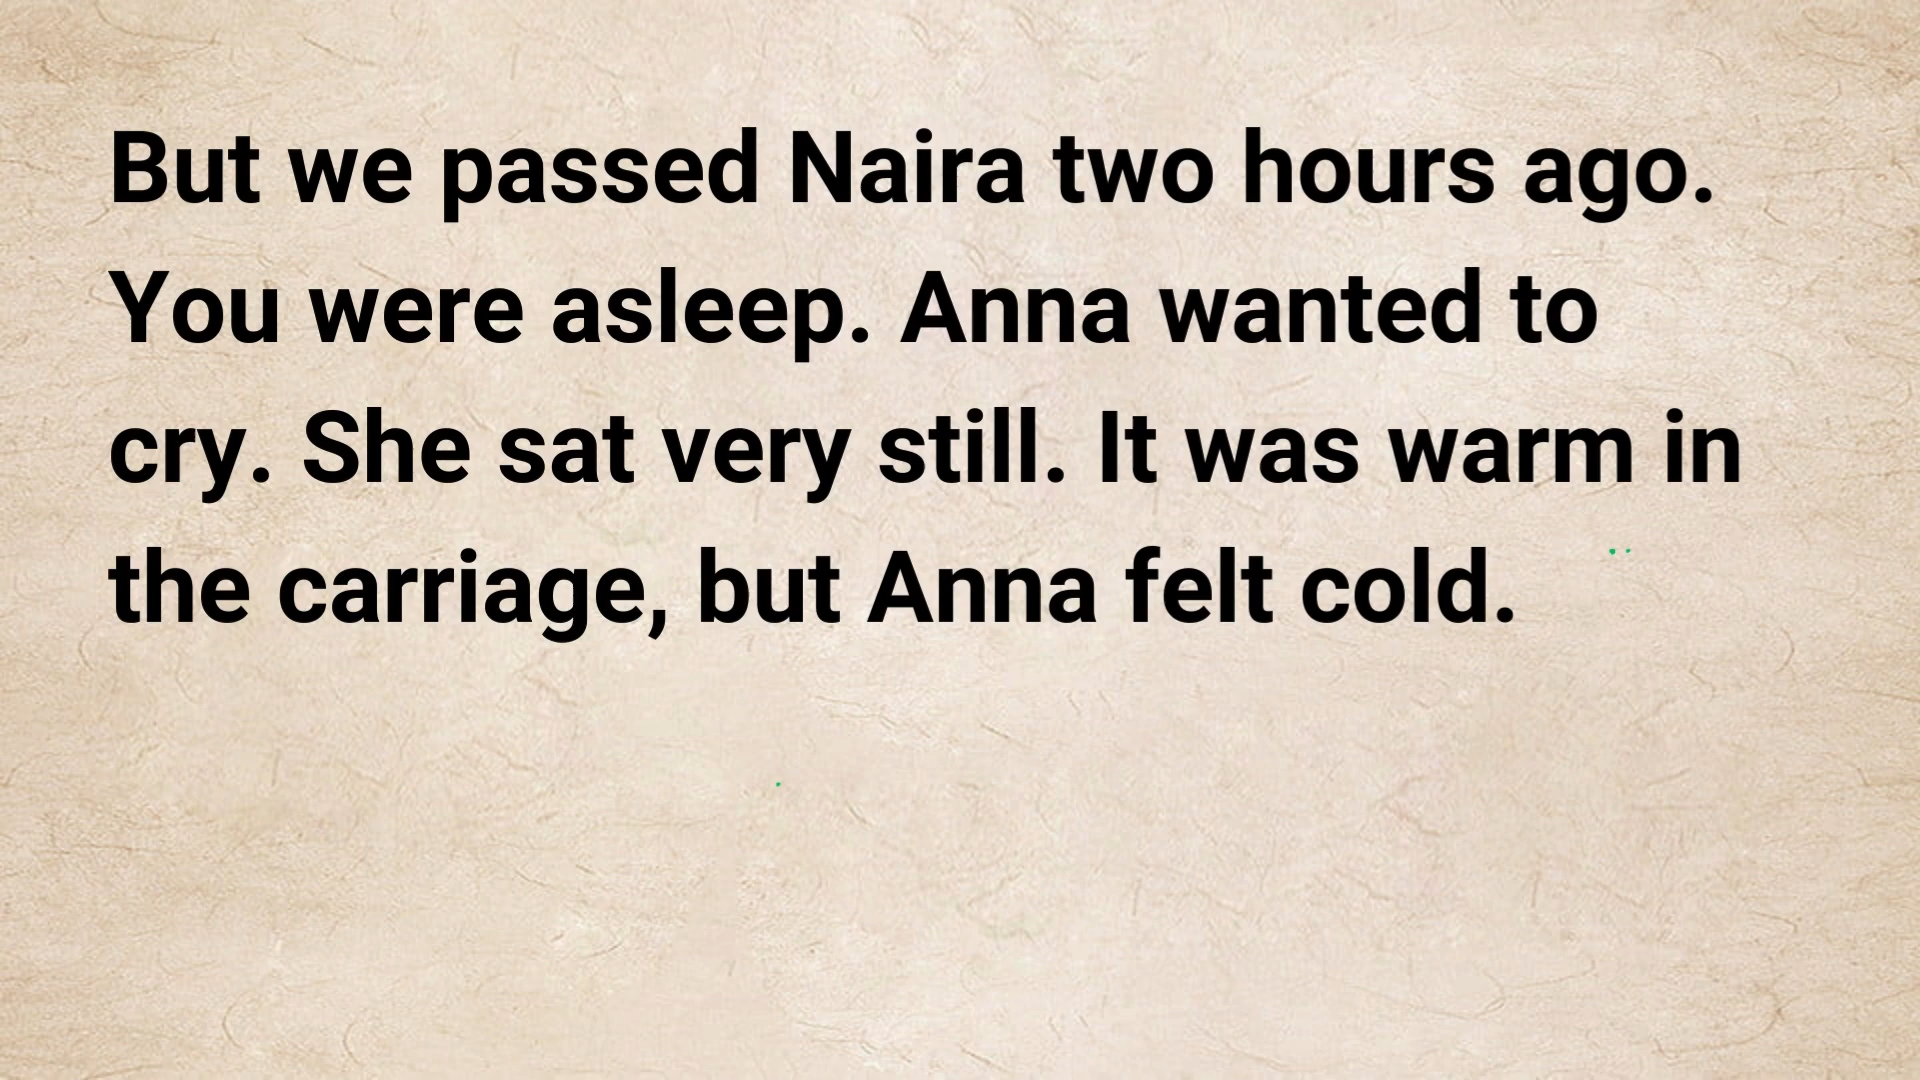 But we passed Naira two hours ago.
You were asleep. Anna wanted to
cry. She sat very still. It was warm in
the carriage, but Anna felt cold.